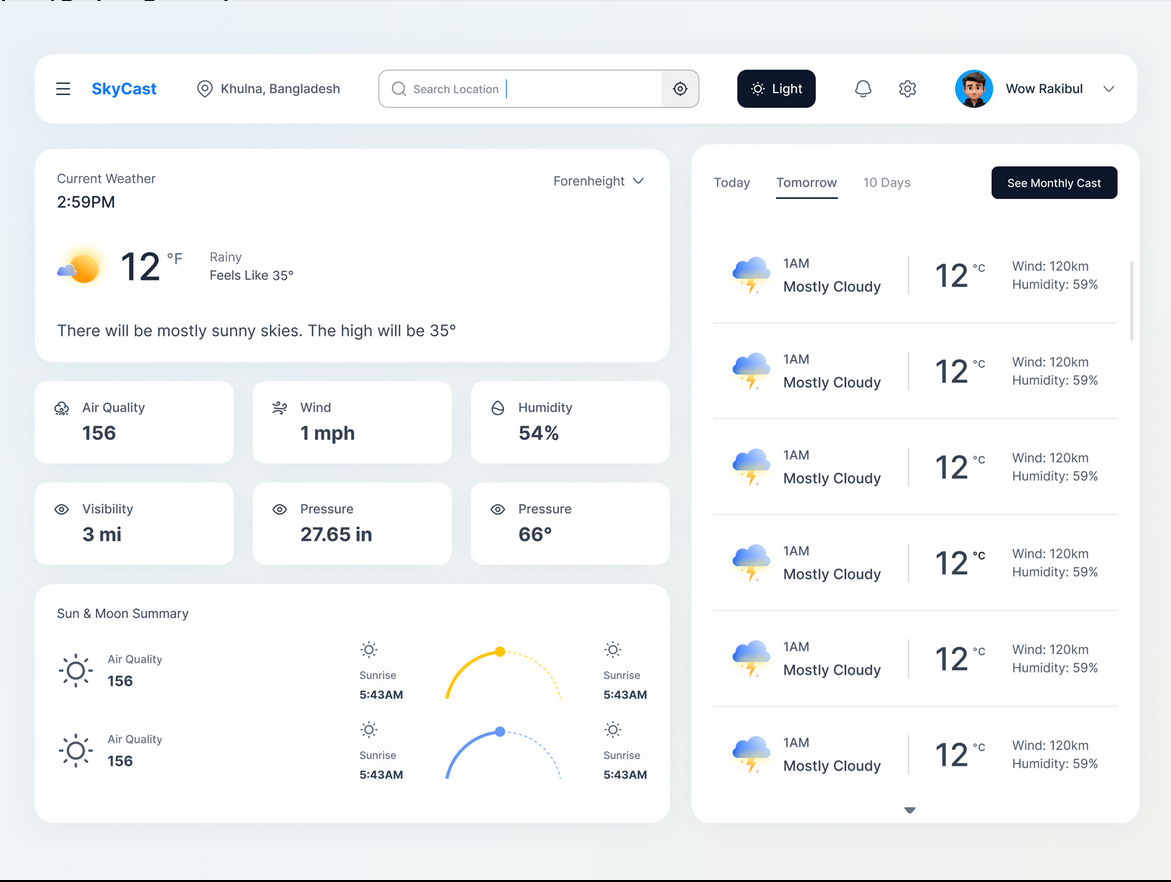 SkyCast
Khulna, Bangladesh
Search Location
Light
Wow Rakibul
Current Weather
2:59PM
Forenheight
12 °F
Rainy
Feels Like 35°
There will be mostly sunny skies. The high will be 35°
Air Quality
156
Wind
1 mph
Humidity
54%
Visibility
3 mi
Pressure
27.65 in
Pressure
66°
Sun & Moon Summary
Air Quality
156
Sunrise
5:43AM
Sunrise
5:43AM
Air Quality
156
Sunrise
5:43AM
Sunrise
5:43AM
Today
Tomorrow
10 Days
See Monthly Cast
1AM
Mostly Cloudy
12 °C
Wind: 120km
Humidity: 59%
1AM
Mostly Cloudy
12 °C
Wind: 120km
Humidity: 59%
1AM
Mostly Cloudy
12 °C
Wind: 120km
Humidity: 59%
1AM
Mostly Cloudy
12 °C
Wind: 120km
Humidity: 59%
1AM
Mostly Cloudy
12 °C
Wind: 120km
Humidity: 59%
1AM
Mostly Cloudy
12 °C
Wind: 120km
Humidity: 59%